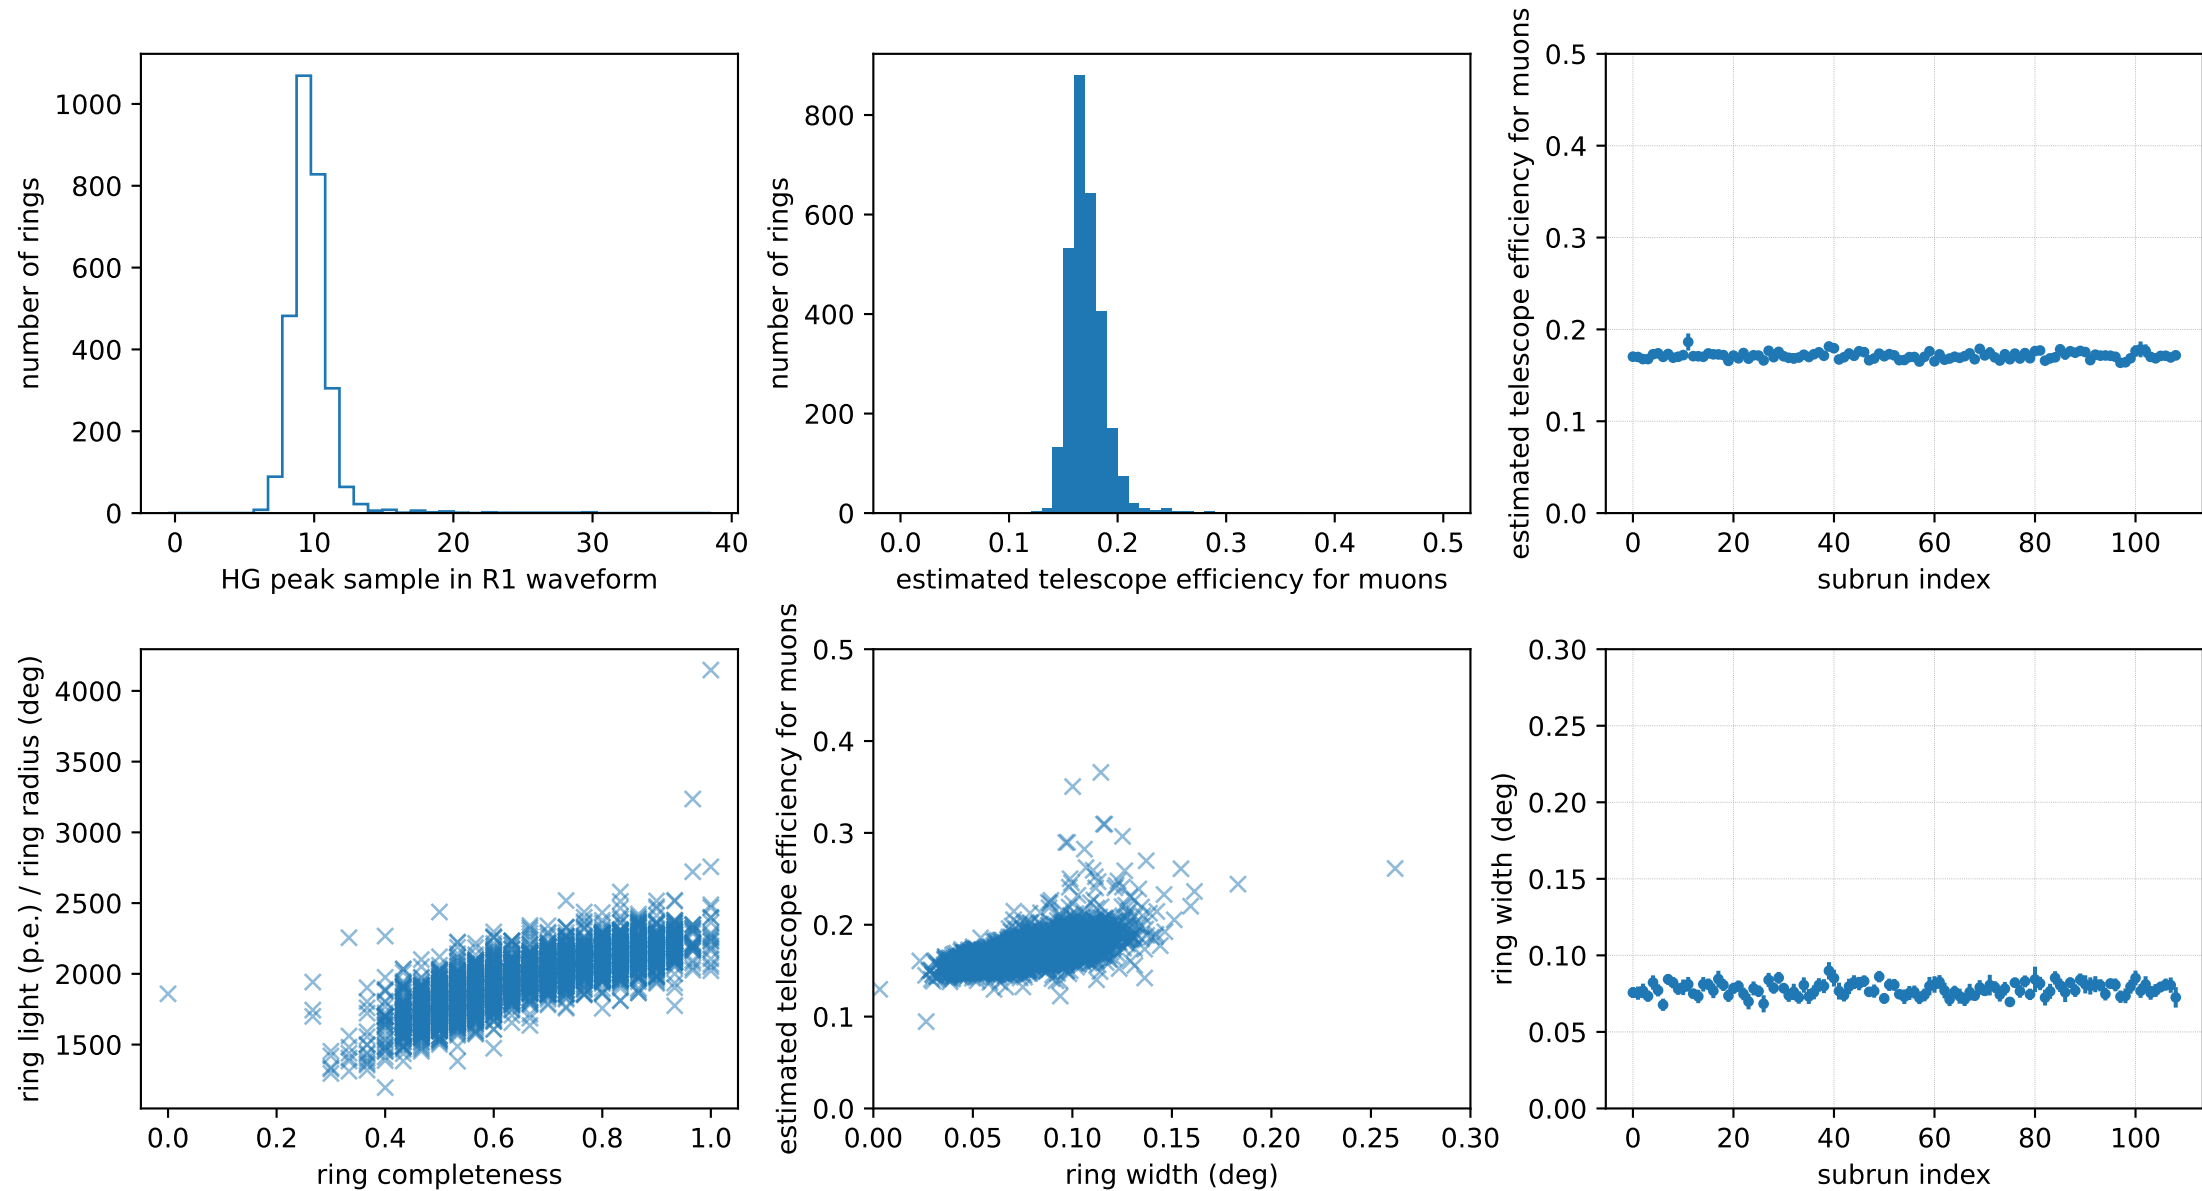 number of rings
1000
800
600
400
200
0
0 10 20 30 40
HG peak sample in R1 waveform
number of rings
800
600
400
200
0
0.0 0.1 0.2 0.3 0.4 0.5
estimated telescope efficiency for muons
estimated telescope efficiency for muons
0.5
0.4
0.3
0.2
0.1
0.0
0 20 40 60 80 100
subrun index
ring light (p.e.) / ring radius (deg)
4000
3500
3000
2500
2000
1500
0.0 0.2 0.4 0.6 0.8 1.0
ring completeness
estimated telescope efficiency for muons
0.5
0.4
0.3
0.2
0.1
0.0
0.00 0.05 0.10 0.15 0.20 0.25 0.30
ring width (deg)
ring width (deg)
0.30
0.25
0.20
0.15
0.10
0.05
0.00
0 20 40 60 80 100
subrun index